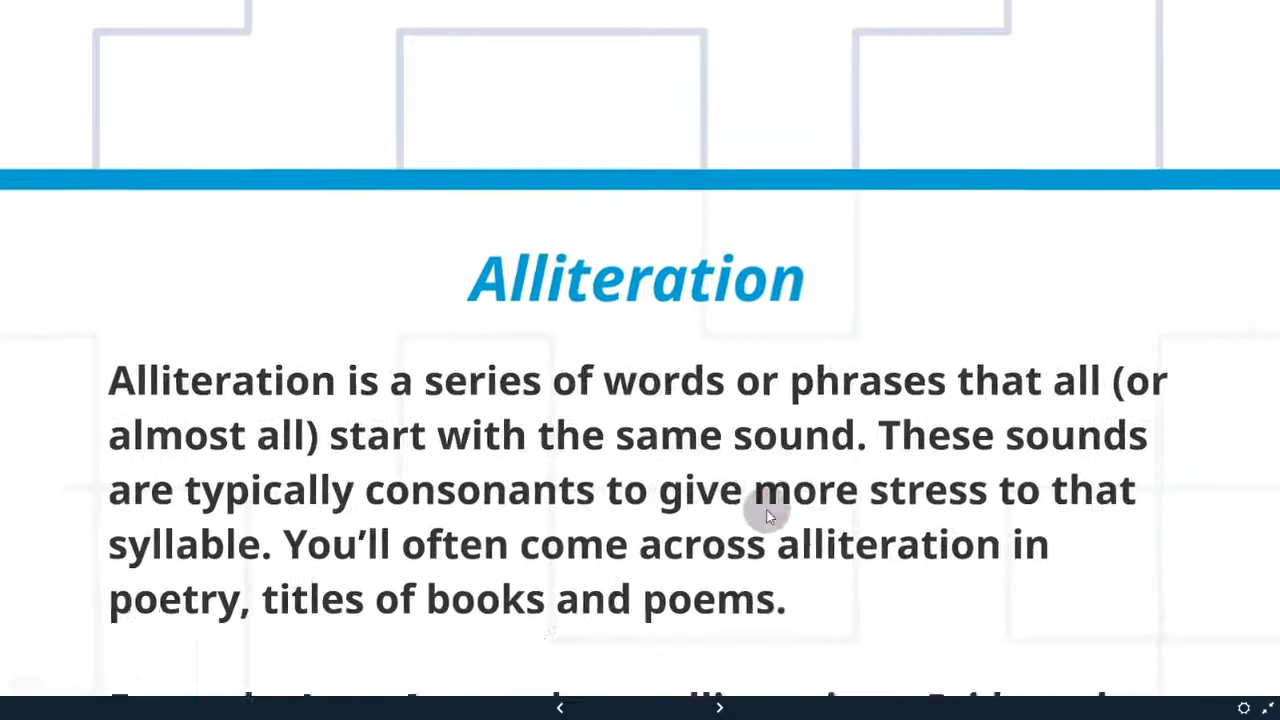 Alliteration
Alliteration is a series of words or phrases that all (or
almost all) start with the same sound. These sounds
are typically consonants to give more stress to that
syllable. You’ll often come across alliteration in
poetry, titles of books and poems.